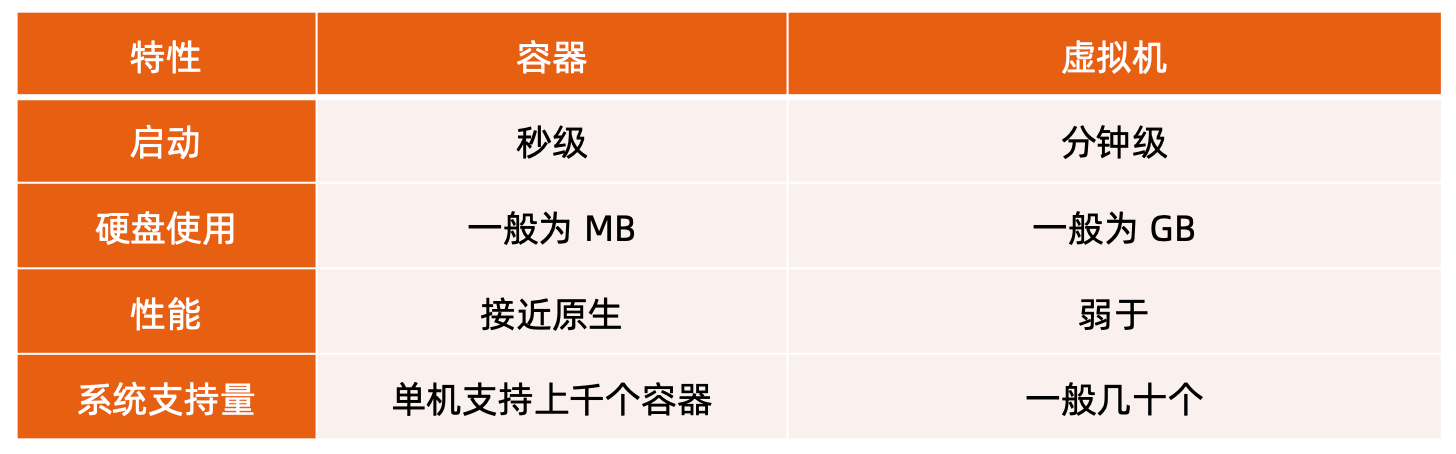 特性 容器 虚拟机
启动 秒级 分钟级
硬盘使用 一般为 MB 一般为 GB
性能 接近原生 弱于
系统支持量 单机支持上千个容器 一般几十个